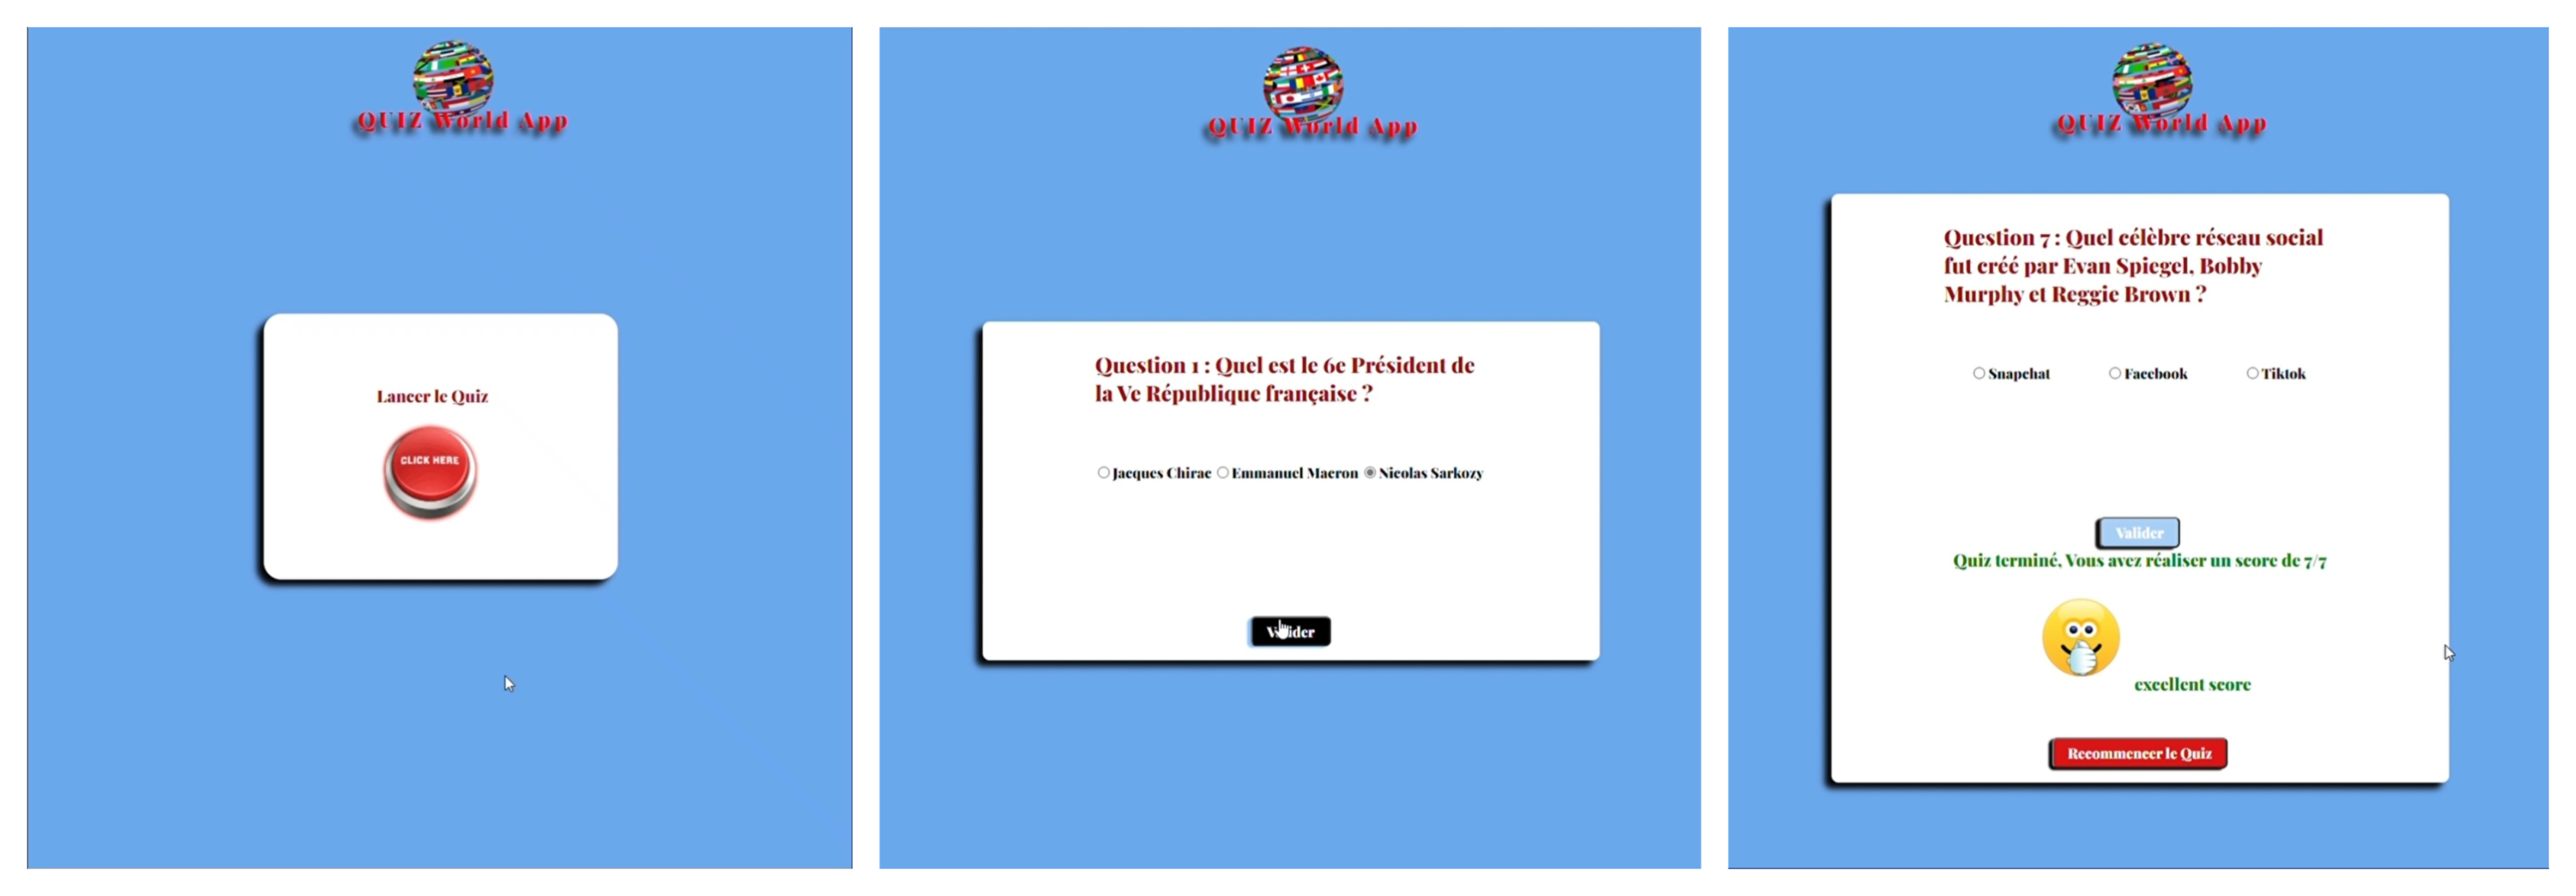 QUIZ World App
Lancer le Quiz
CLICK HERE
QUIZ World App
Question 1 : Quel est le 6e Président de
la Ve République française ?
Jacques Chirac Emmanuel Macron Nicolas Sarkozy
Valider
QUIZ World App
Question 7 : Quel célèbre réseau social
fut créé par Evan Spiegel, Bobby
Murphy et Reggie Brown ?
Snapchat Facebook Tiktok
Valider
Quiz terminé, Vous avez réaliser un score de 7/7
excellent score
Recommencer le Quiz